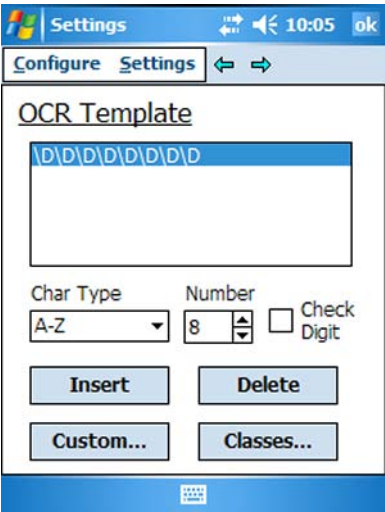 Settings 10:05 ok
Configure Settings
OCR Template
\D\D\D\D\D\D\D\D
Char Type Number
A-Z 8 Check Digit
Insert Delete
Custom... Classes...